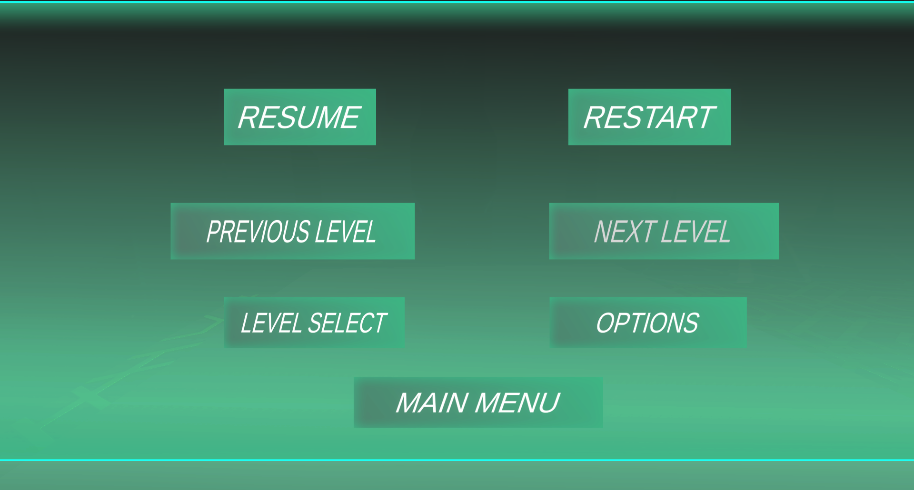 RESUME
RESTART
PREVIOUS LEVEL
NEXT LEVEL
LEVEL SELECT
OPTIONS
MAIN MENU